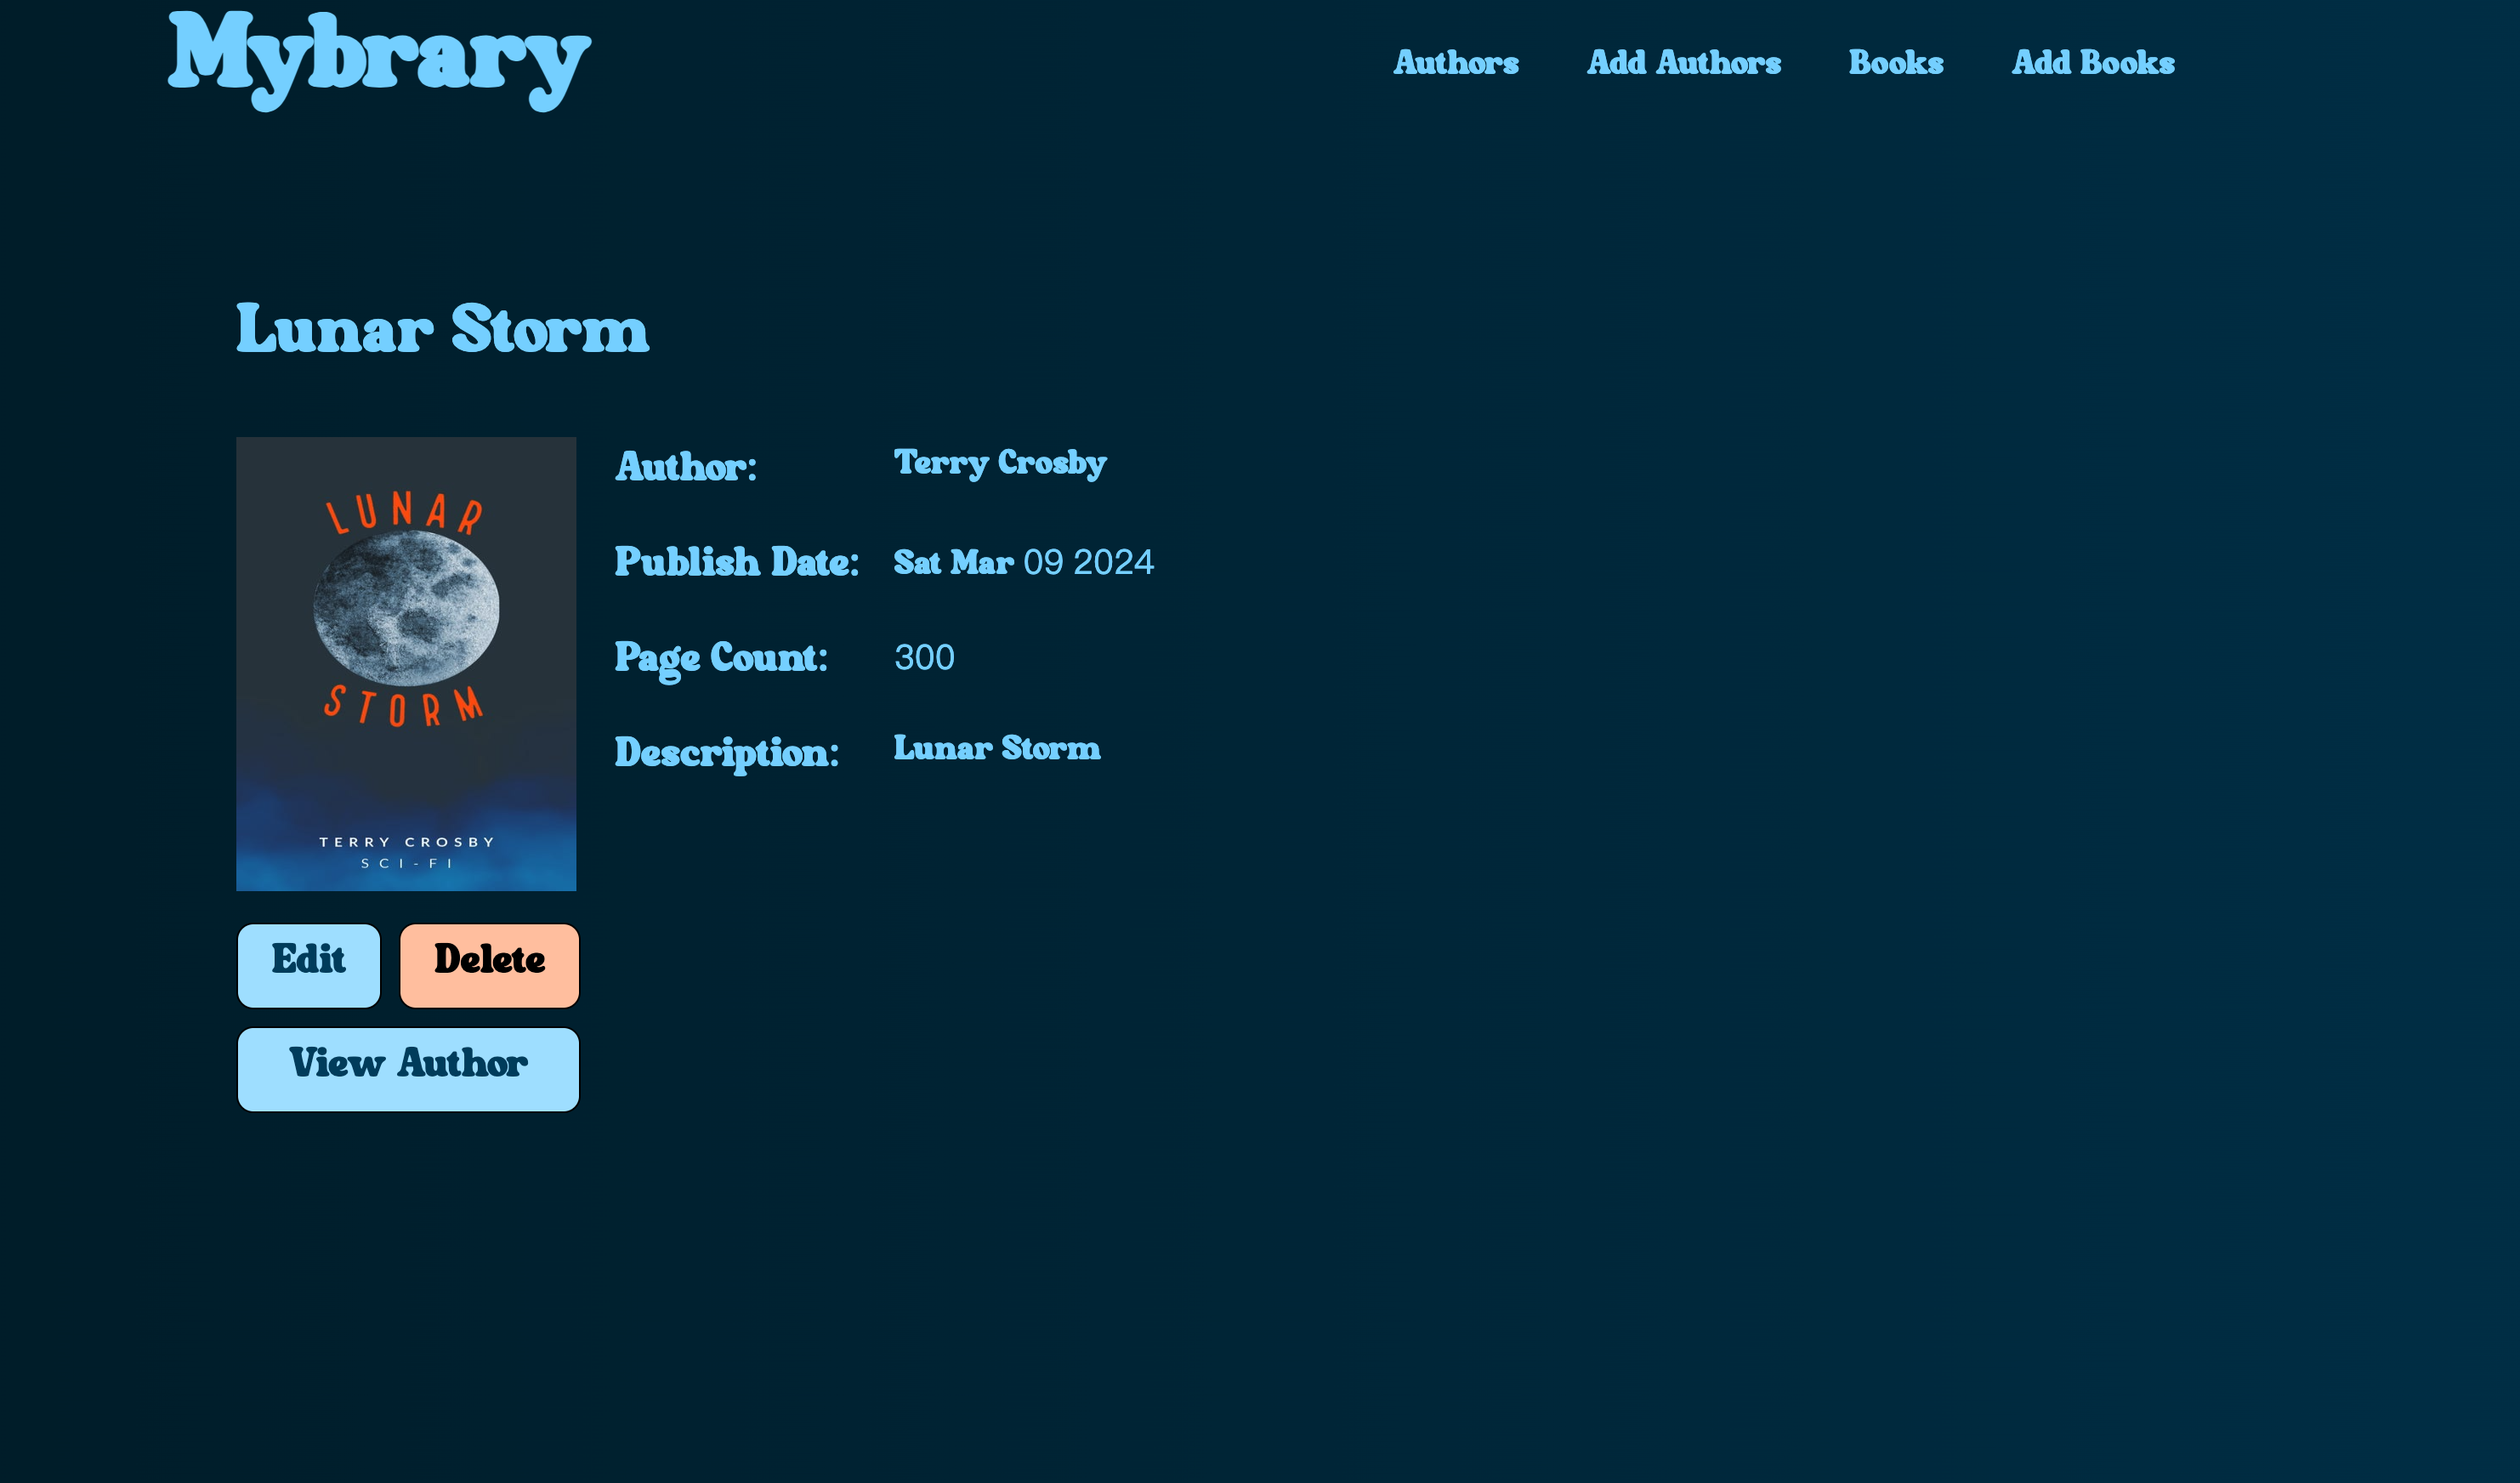 Mybrary
Authors Add Authors Books Add Books
Lunar Storm
LUNAR
STORM
TERRY CROSBY
SCI-FI
Author: Terry Crosby
Publish Date: Sat Mar 09 2024
Page Count: 300
Description: Lunar Storm
Edit Delete
View Author